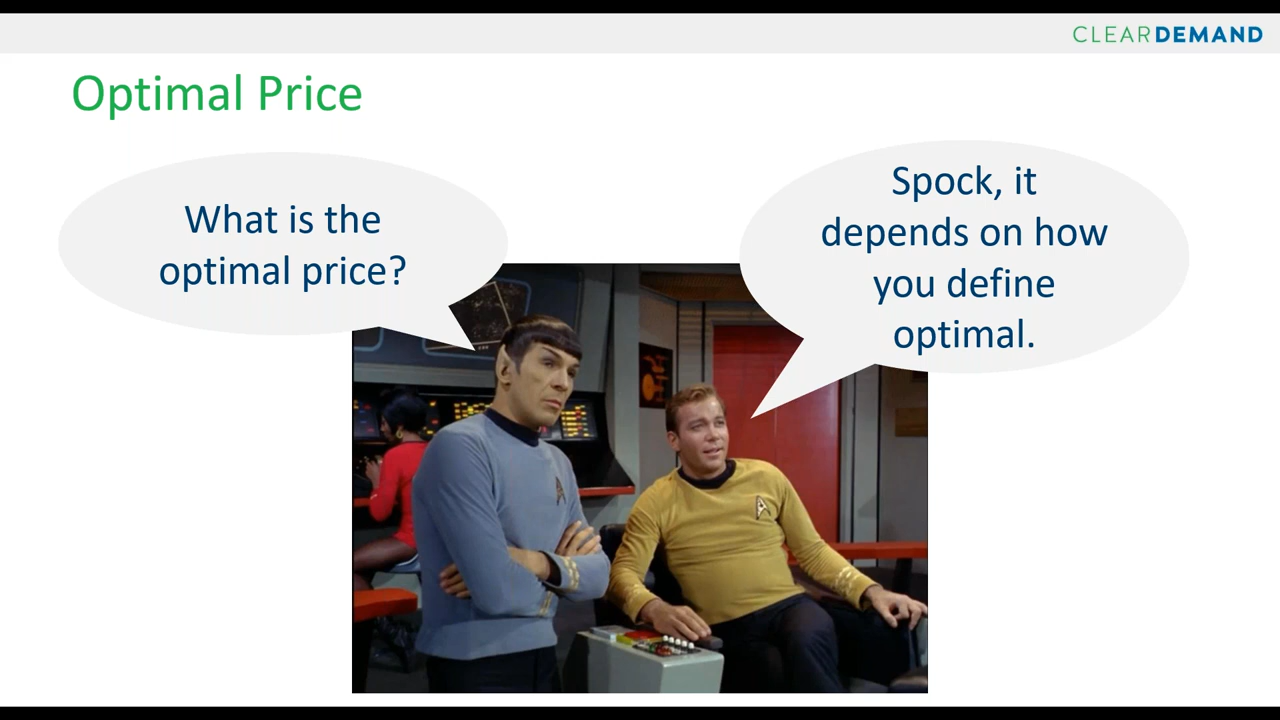 CLEARDEMAND
Optimal Price
What is the
optimal price?
Spock, it
depends on how
you define
optimal.